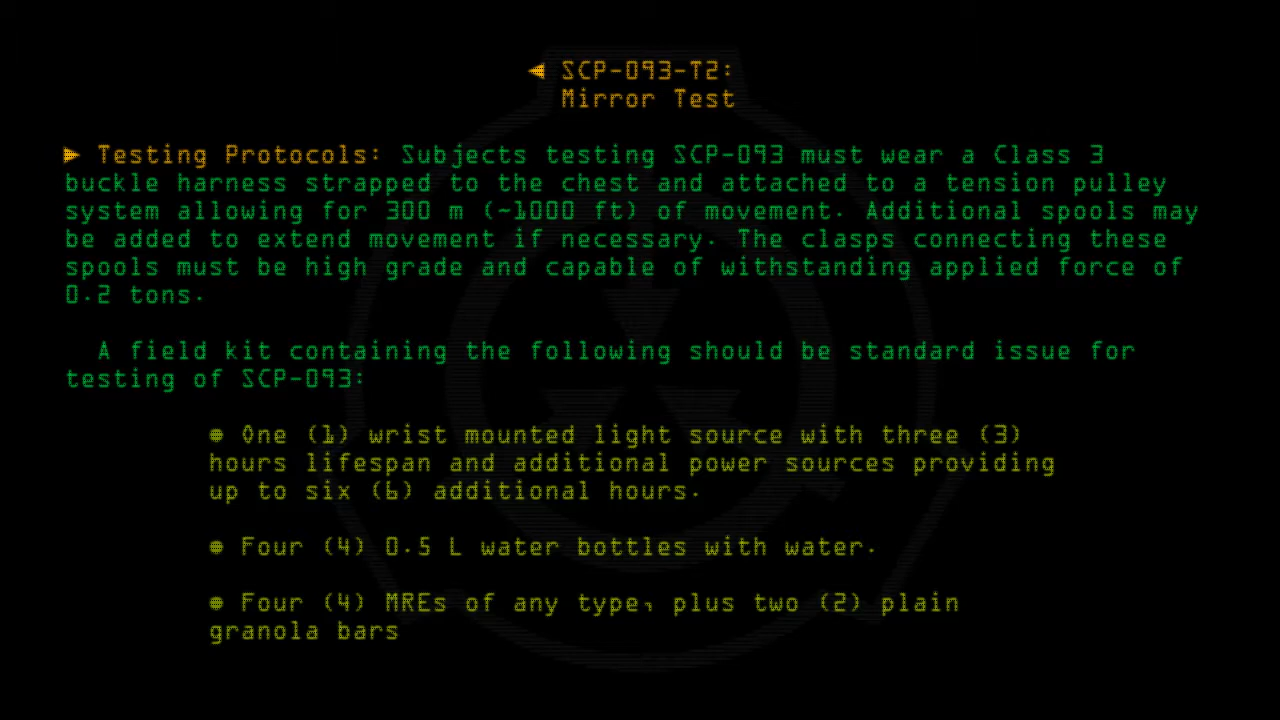 ◄ SCP-093-T2:
Mirror Test
► Testing Protocols: Subjects testing SCP-093 must wear a Class 3
buckle harness strapped to the chest and attached to a tension pulley
system allowing for 300 m (~1000 ft) of movement. Additional spools may
be added to extend movement if necessary. The clasps connecting these
spools must be high grade and capable of withstanding applied force of
0.2 tons.
A field kit containing the following should be standard issue for
testing of SCP-093:
● One (1) wrist mounted light source with three (3)
hours lifespan and additional power sources providing
up to six (6) additional hours.
● Four (4) 0.5 L water bottles with water.
● Four (4) MREs of any type, plus two (2) plain
granola bars